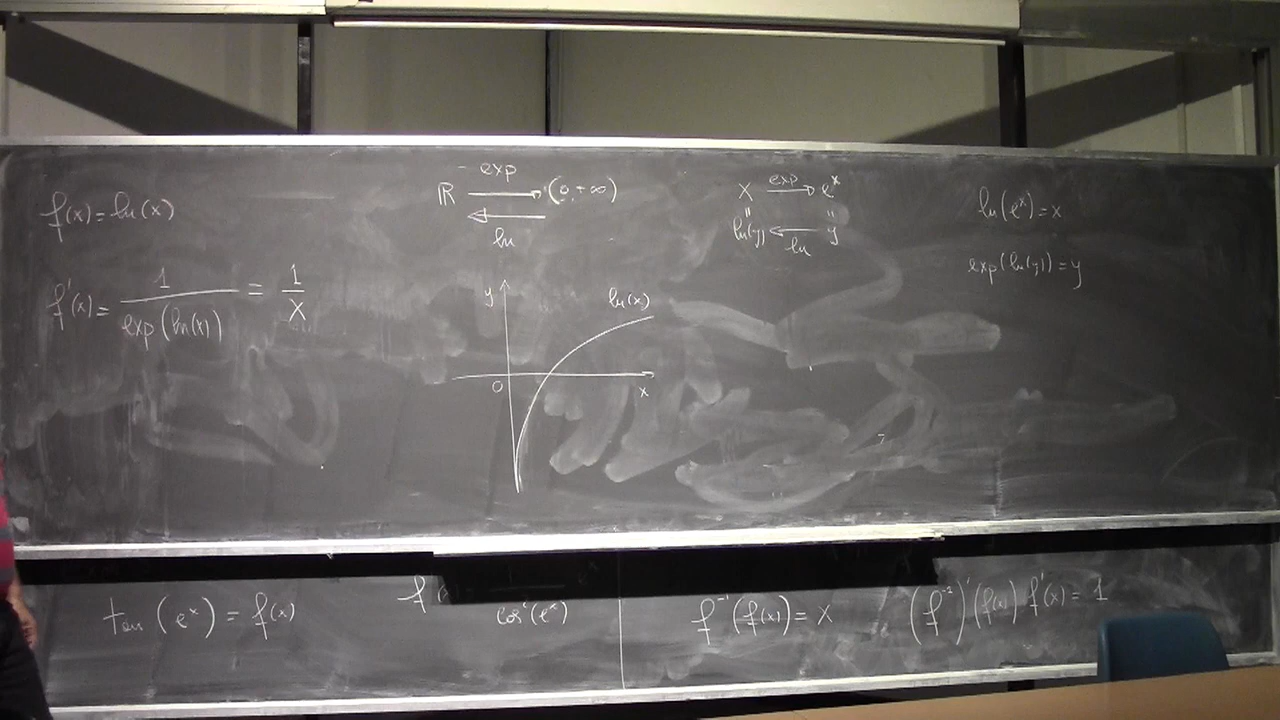 f(x) = ln(x)
f'(x) = 1 / exp(ln(x)) = 1 / x
exp
ℝ ⟶ (0, +∞)
⟵
ln
x exp⟶ e^x
" "
ln(y) ⟵ y
ln
ln(e^x) = x
exp(ln(y)) = y
y
ln(x)
0
x
tan(e^x) = f(x)
f
cos²(e^x)
f^{-1}(f(x)) = x
(f^{-1})'(f(x)) f'(x) = 1